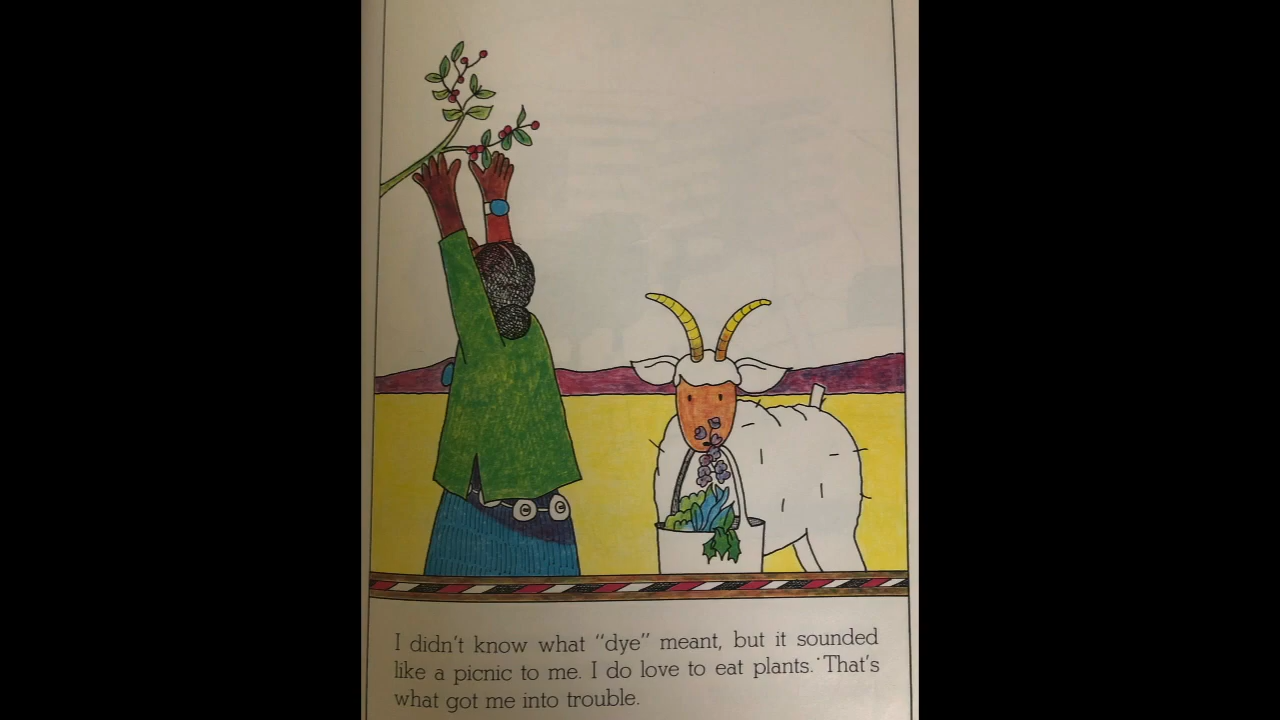 I didn't know what "dye" meant, but it sounded
like a picnic to me. I do love to eat plants. That's
what got me into trouble.